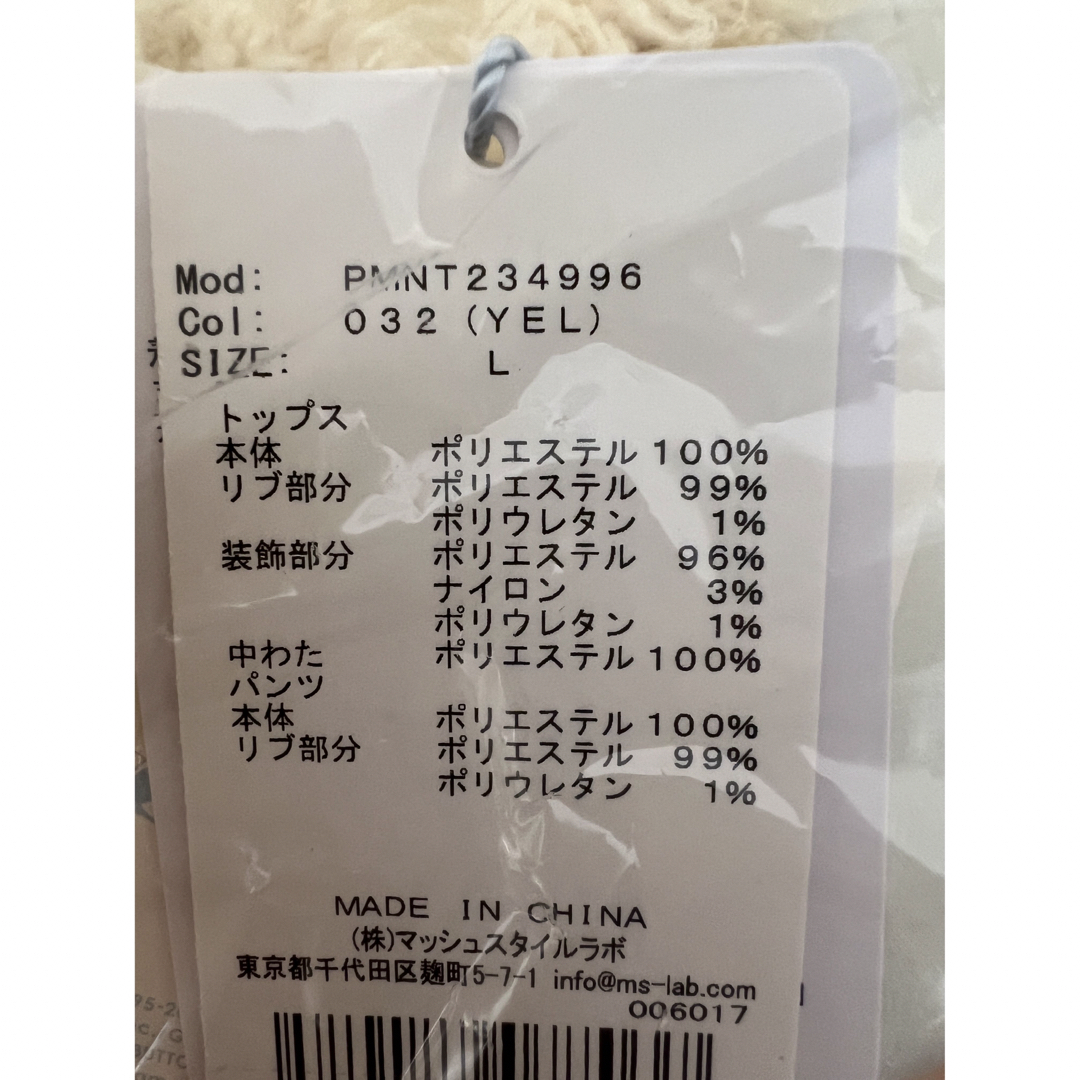 Mod: PMNT234996
Col: 032(YEL)
SIZE: L
トップス
本体 ポリエステル 100%
リブ部分 ポリエステル 99%
ポリウレタン 1%
装飾部分 ポリエステル 96%
ナイロン 3%
ポリウレタン 1%
中わた ポリエステル 100%
パンツ
本体 ポリエステル 100%
リブ部分 ポリエステル 99%
ポリウレタン 1%
MADE IN CHINA
(株)マッシュスタイルラボ
東京都千代田区麹町5-7-1 info@ms-lab.com
006017